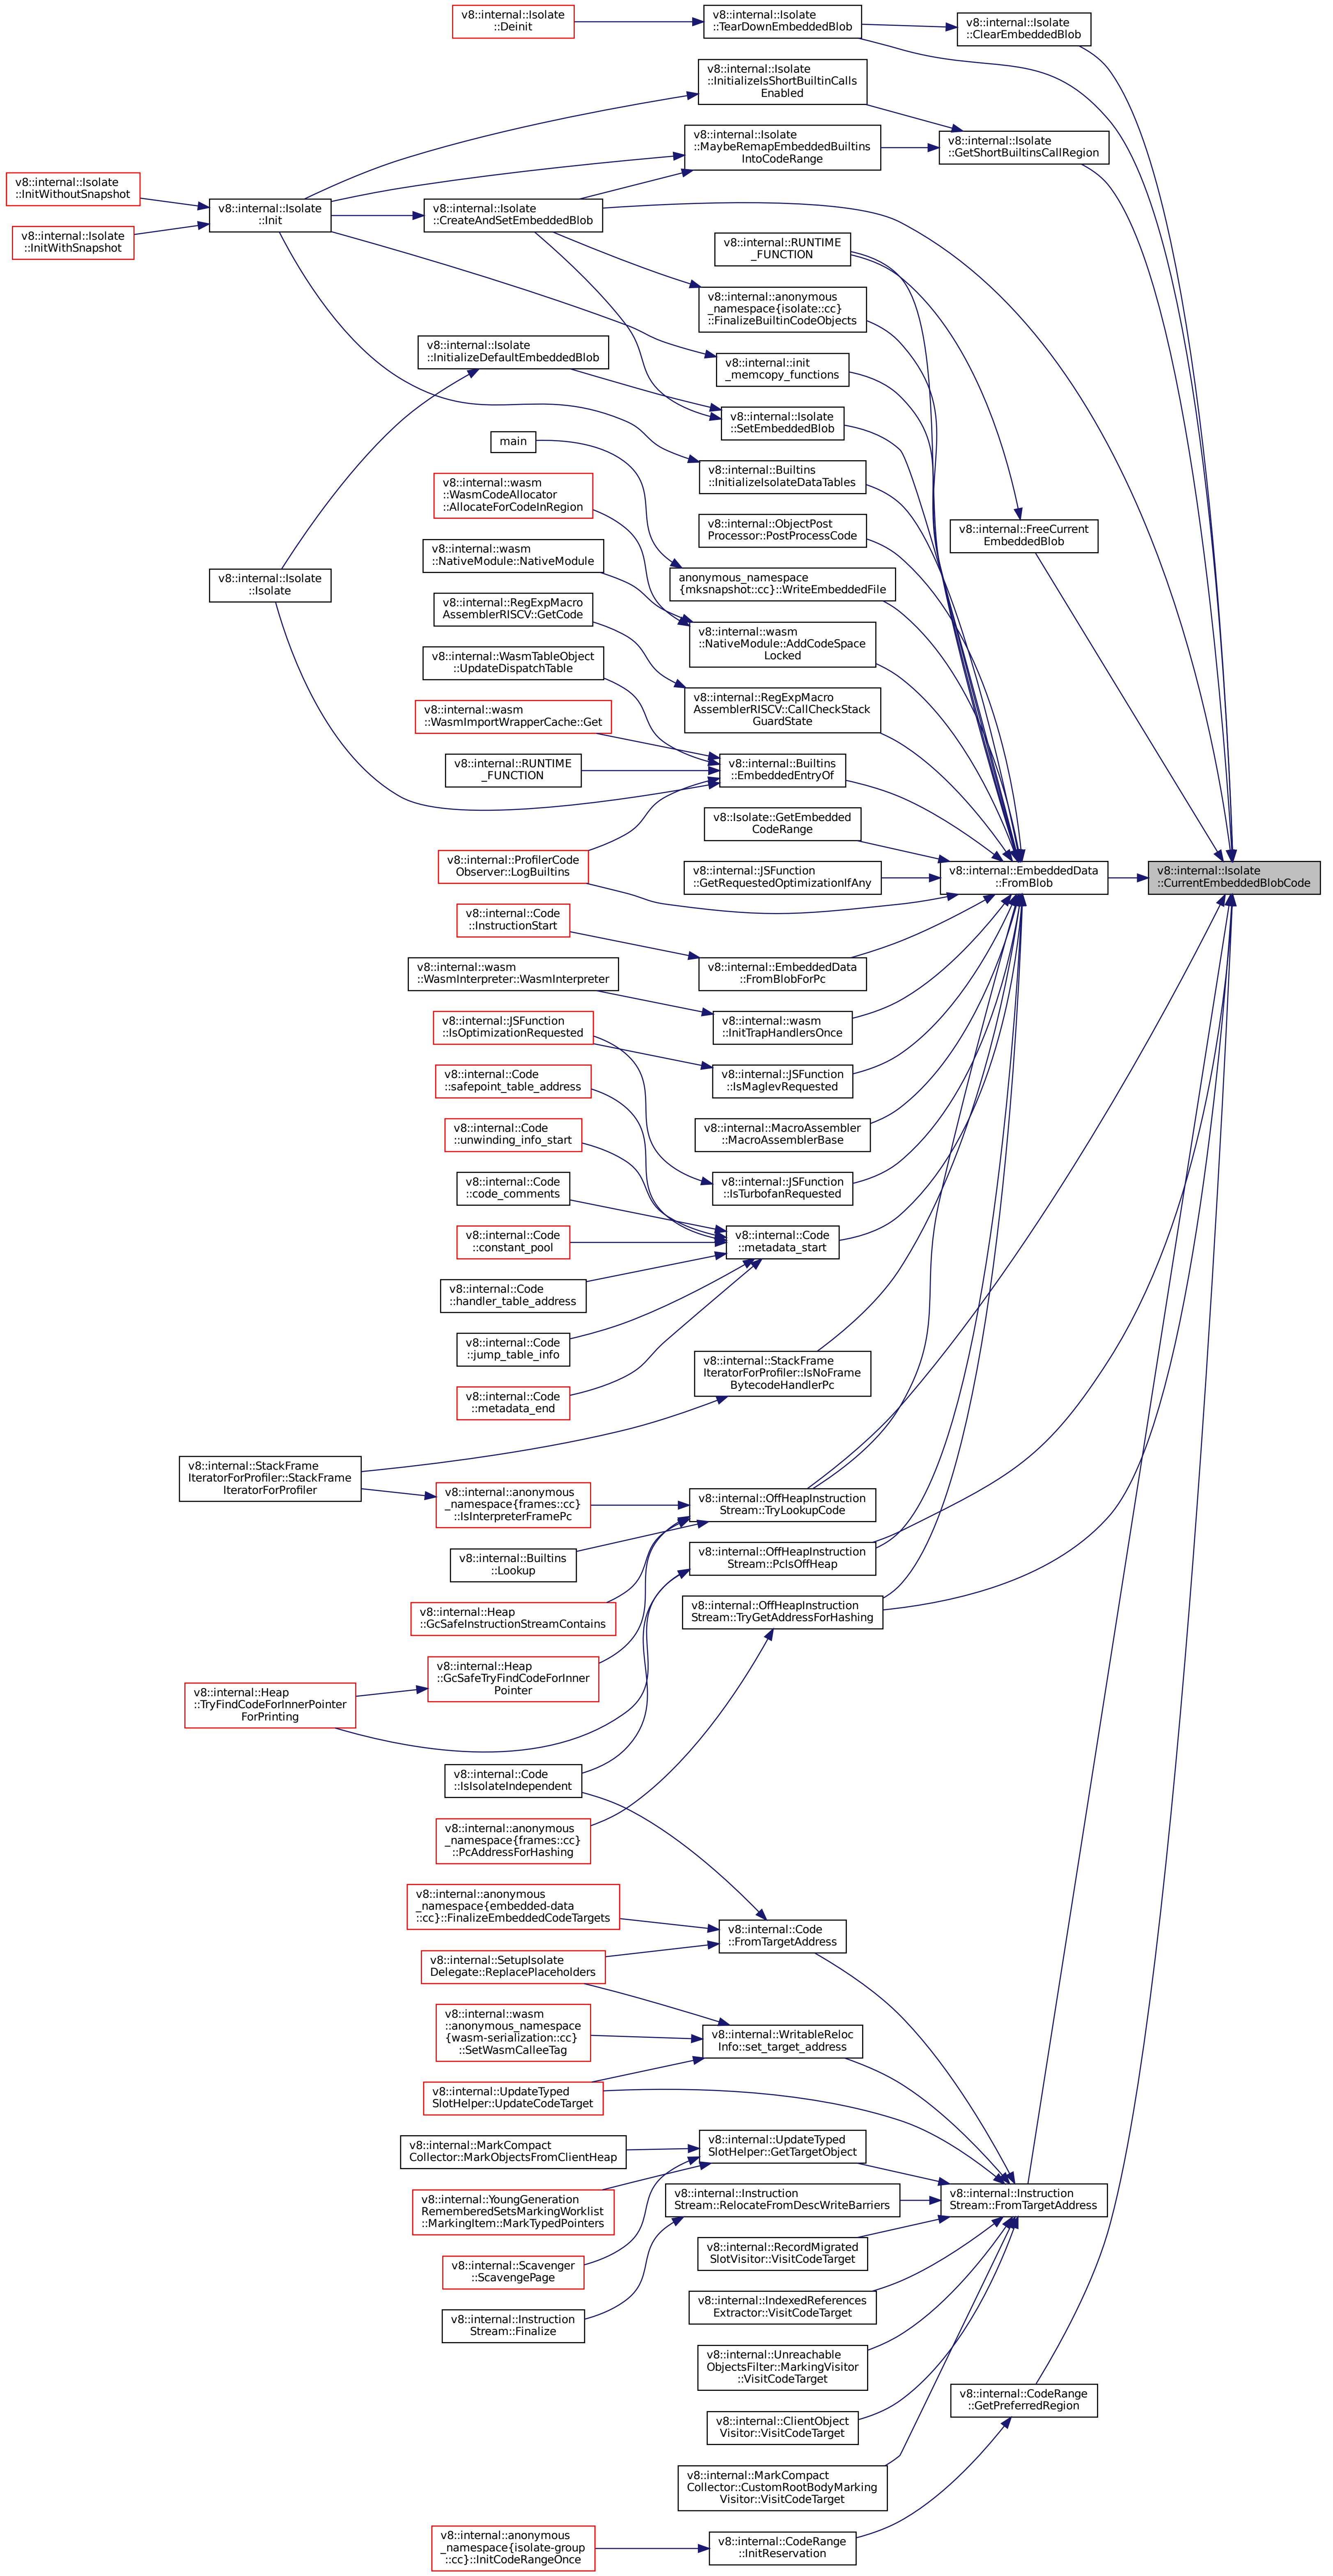 v8::internal::Isolate
::Deinit
v8::internal::Isolate
::TearDownEmbeddedBlob
v8::internal::Isolate
::ClearEmbeddedBlob
v8::internal::Isolate
::InitializeIsShortBuiltinCalls
Enabled
v8::internal::Isolate
::MaybeRemapEmbeddedBuiltins
IntoCodeRange
v8::internal::Isolate
::GetShortBuiltinsCallRegion
v8::internal::Isolate
::InitWithoutSnapshot
v8::internal::Isolate
::InitWithSnapshot
v8::internal::Isolate
::Init
v8::internal::Isolate
::CreateAndSetEmbeddedBlob
v8::internal::RUNTIME
_FUNCTION
v8::internal::anonymous
_namespace{isolate::cc}
::FinalizeBuiltinCodeObjects
v8::internal::Isolate
::InitializeDefaultEmbeddedBlob
v8::internal::init
_memcopy_functions
v8::internal::Isolate
::SetEmbeddedBlob
main
v8::internal::Builtins
::InitializeIsolateDataTables
v8::internal::wasm
::WasmCodeAllocator
::AllocateForCodeInRegion
v8::internal::ObjectPost
Processor::PostProcessCode
v8::internal::FreeCurrent
EmbeddedBlob
v8::internal::wasm
::NativeModule::NativeModule
anonymous_namespace
{mksnapshot::cc}::WriteEmbeddedFile
v8::internal::Isolate
::Isolate
v8::internal::RegExpMacro
AssemblerRISCV::GetCode
v8::internal::wasm
::NativeModule::AddCodeSpace
Locked
v8::internal::WasmTableObject
::UpdateDispatchTable
v8::internal::RegExpMacro
AssemblerRISCV::CallCheckStack
GuardState
v8::internal::wasm
::WasmImportWrapperCache::Get
v8::internal::RUNTIME
_FUNCTION
v8::internal::Builtins
::EmbeddedEntryOf
v8::Isolate::GetEmbedded
CodeRange
v8::internal::ProfilerCode
Observer::LogBuiltins
v8::internal::JSFunction
::GetRequestedOptimizationIfAny
v8::internal::EmbeddedData
::FromBlob
v8::internal::Isolate
::CurrentEmbeddedBlobCode
v8::internal::Code
::InstructionStart
v8::internal::EmbeddedData
::FromBlobForPc
v8::internal::wasm
::WasmInterpreter::WasmInterpreter
v8::internal::wasm
::InitTrapHandlersOnce
v8::internal::JSFunction
::IsOptimizationRequested
v8::internal::JSFunction
::IsMaglevRequested
v8::internal::Code
::safepoint_table_address
v8::internal::MacroAssembler
::MacroAssemblerBase
v8::internal::Code
::unwinding_info_start
v8::internal::JSFunction
::IsTurbofanRequested
v8::internal::Code
::code_comments
v8::internal::Code
::constant_pool
v8::internal::Code
::metadata_start
v8::internal::Code
::handler_table_address
v8::internal::Code
::jump_table_info
v8::internal::StackFrame
IteratorForProfiler::IsNoFrame
BytecodeHandlerPc
v8::internal::Code
::metadata_end
v8::internal::StackFrame
IteratorForProfiler::StackFrame
IteratorForProfiler
v8::internal::anonymous
_namespace{frames::cc}
::IsInterpreterFramePc
v8::internal::OffHeapInstruction
Stream::TryLookupCode
v8::internal::Builtins
::Lookup
v8::internal::OffHeapInstruction
Stream::PcIsOffHeap
v8::internal::Heap
::GcSafeInstructionStreamContains
v8::internal::OffHeapInstruction
Stream::TryGetAddressForHashing
v8::internal::Heap
::GcSafeTryFindCodeForInner
Pointer
v8::internal::Heap
::TryFindCodeForInnerPointer
ForPrinting
v8::internal::Code
::IsIsolateIndependent
v8::internal::anonymous
_namespace{frames::cc}
::PcAddressForHashing
v8::internal::anonymous
_namespace{embedded-data
::cc}::FinalizeEmbeddedCodeTargets
v8::internal::Code
::FromTargetAddress
v8::internal::SetupIsolate
Delegate::ReplacePlaceholders
v8::internal::wasm
::anonymous_namespace
{wasm-serialization::cc}
::SetWasmCalleeTag
v8::internal::WritableReloc
Info::set_target_address
v8::internal::UpdateTyped
SlotHelper::UpdateCodeTarget
v8::internal::MarkCompact
Collector::MarkObjectsFromClientHeap
v8::internal::UpdateTyped
SlotHelper::GetTargetObject
v8::internal::YoungGeneration
RememberedSetsMarkingWorklist
::MarkingItem::MarkTypedPointers
v8::internal::Instruction
Stream::RelocateFromDescWriteBarriers
v8::internal::Instruction
Stream::FromTargetAddress
v8::internal::Scavenger
::ScavengePage
v8::internal::RecordMigrated
SlotVisitor::VisitCodeTarget
v8::internal::Instruction
Stream::Finalize
v8::internal::IndexedReferences
Extractor::VisitCodeTarget
v8::internal::Unreachable
ObjectsFilter::MarkingVisitor
::VisitCodeTarget
v8::internal::CodeRange
::GetPreferredRegion
v8::internal::ClientObject
Visitor::VisitCodeTarget
v8::internal::MarkCompact
Collector::CustomRootBodyMarking
Visitor::VisitCodeTarget
v8::internal::anonymous
_namespace{isolate-group
::cc}::InitCodeRangeOnce
v8::internal::CodeRange
::InitReservation